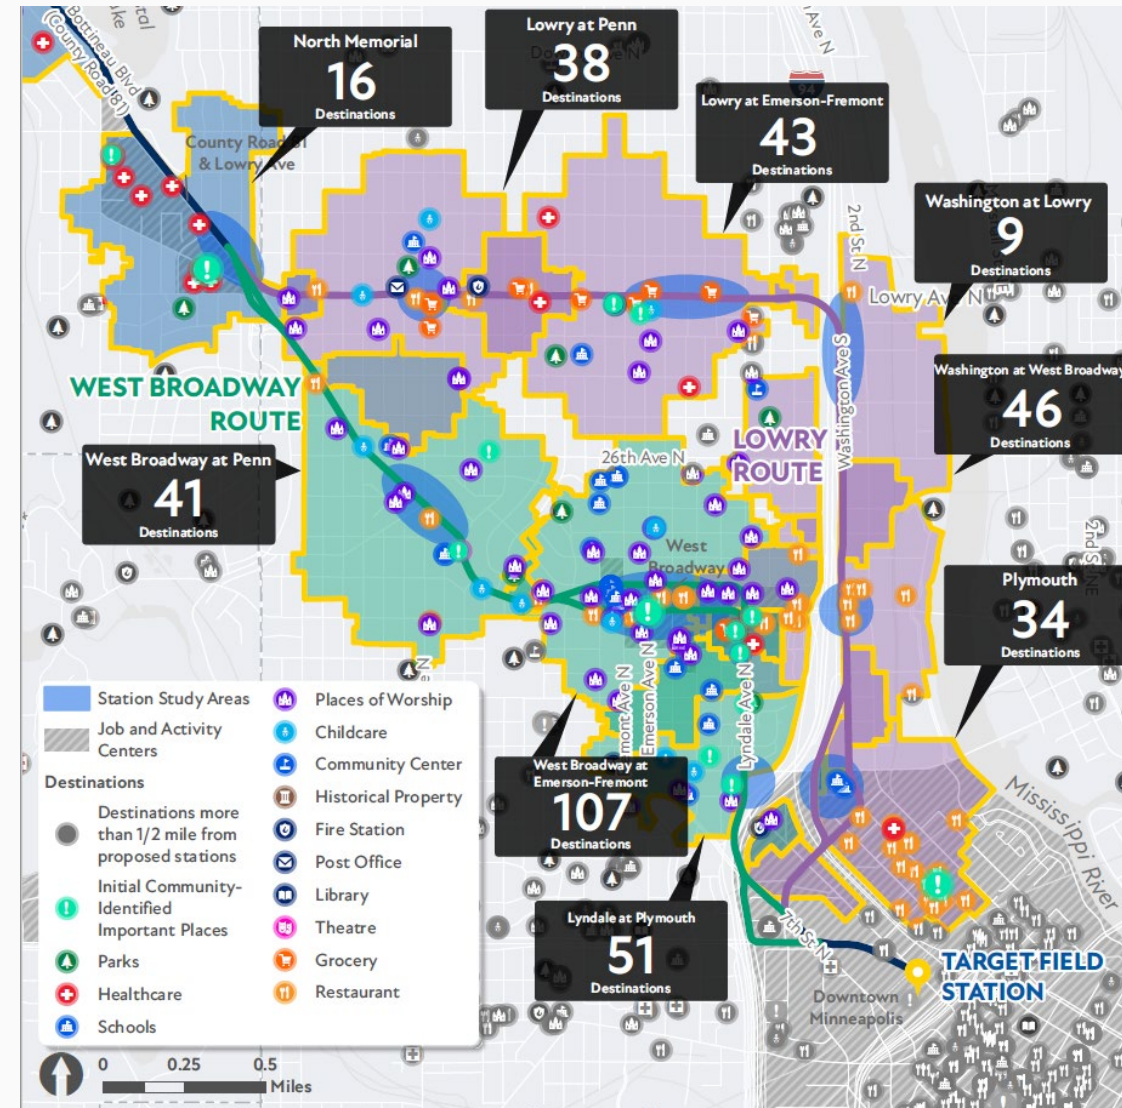 Bottineau Blvd
(County Road 81)
North Memorial
16
Destinations
Lowry at Penn
38
Destinations
94
Lowry at Emerson-Fremont
43
Destinations
County Road 81
& Lowry Ave
Washington at Lowry
9
Destinations
2nd St N
Lowry Ave N
Washington Ave S
Washington at West Broadway
46
Destinations
WEST BROADWAY
ROUTE
LOWRY
ROUTE
26th Ave N
West Broadway at Penn
41
Destinations
West
Broadway
2nd St NE
Plymouth
34
Destinations
mont Ave N
Emerson Ave N
Lyndale Ave N
West Broadway at
Emerson-Fremont
107
Destinations
Lyndale at Plymouth
51
Destinations
Mississippi River
7th St N
TARGET FIELD
STATION
Downtown
Minneapolis
Station Study Areas
Job and Activity
Centers
Destinations
Destinations more
than 1/2 mile from
proposed stations
Initial Community-
Identified
Important Places
Parks
Healthcare
Schools
Places of Worship
Childcare
Community Center
Historical Property
Fire Station
Post Office
Library
Theatre
Grocery
Restaurant
0 0.25 0.5
Miles